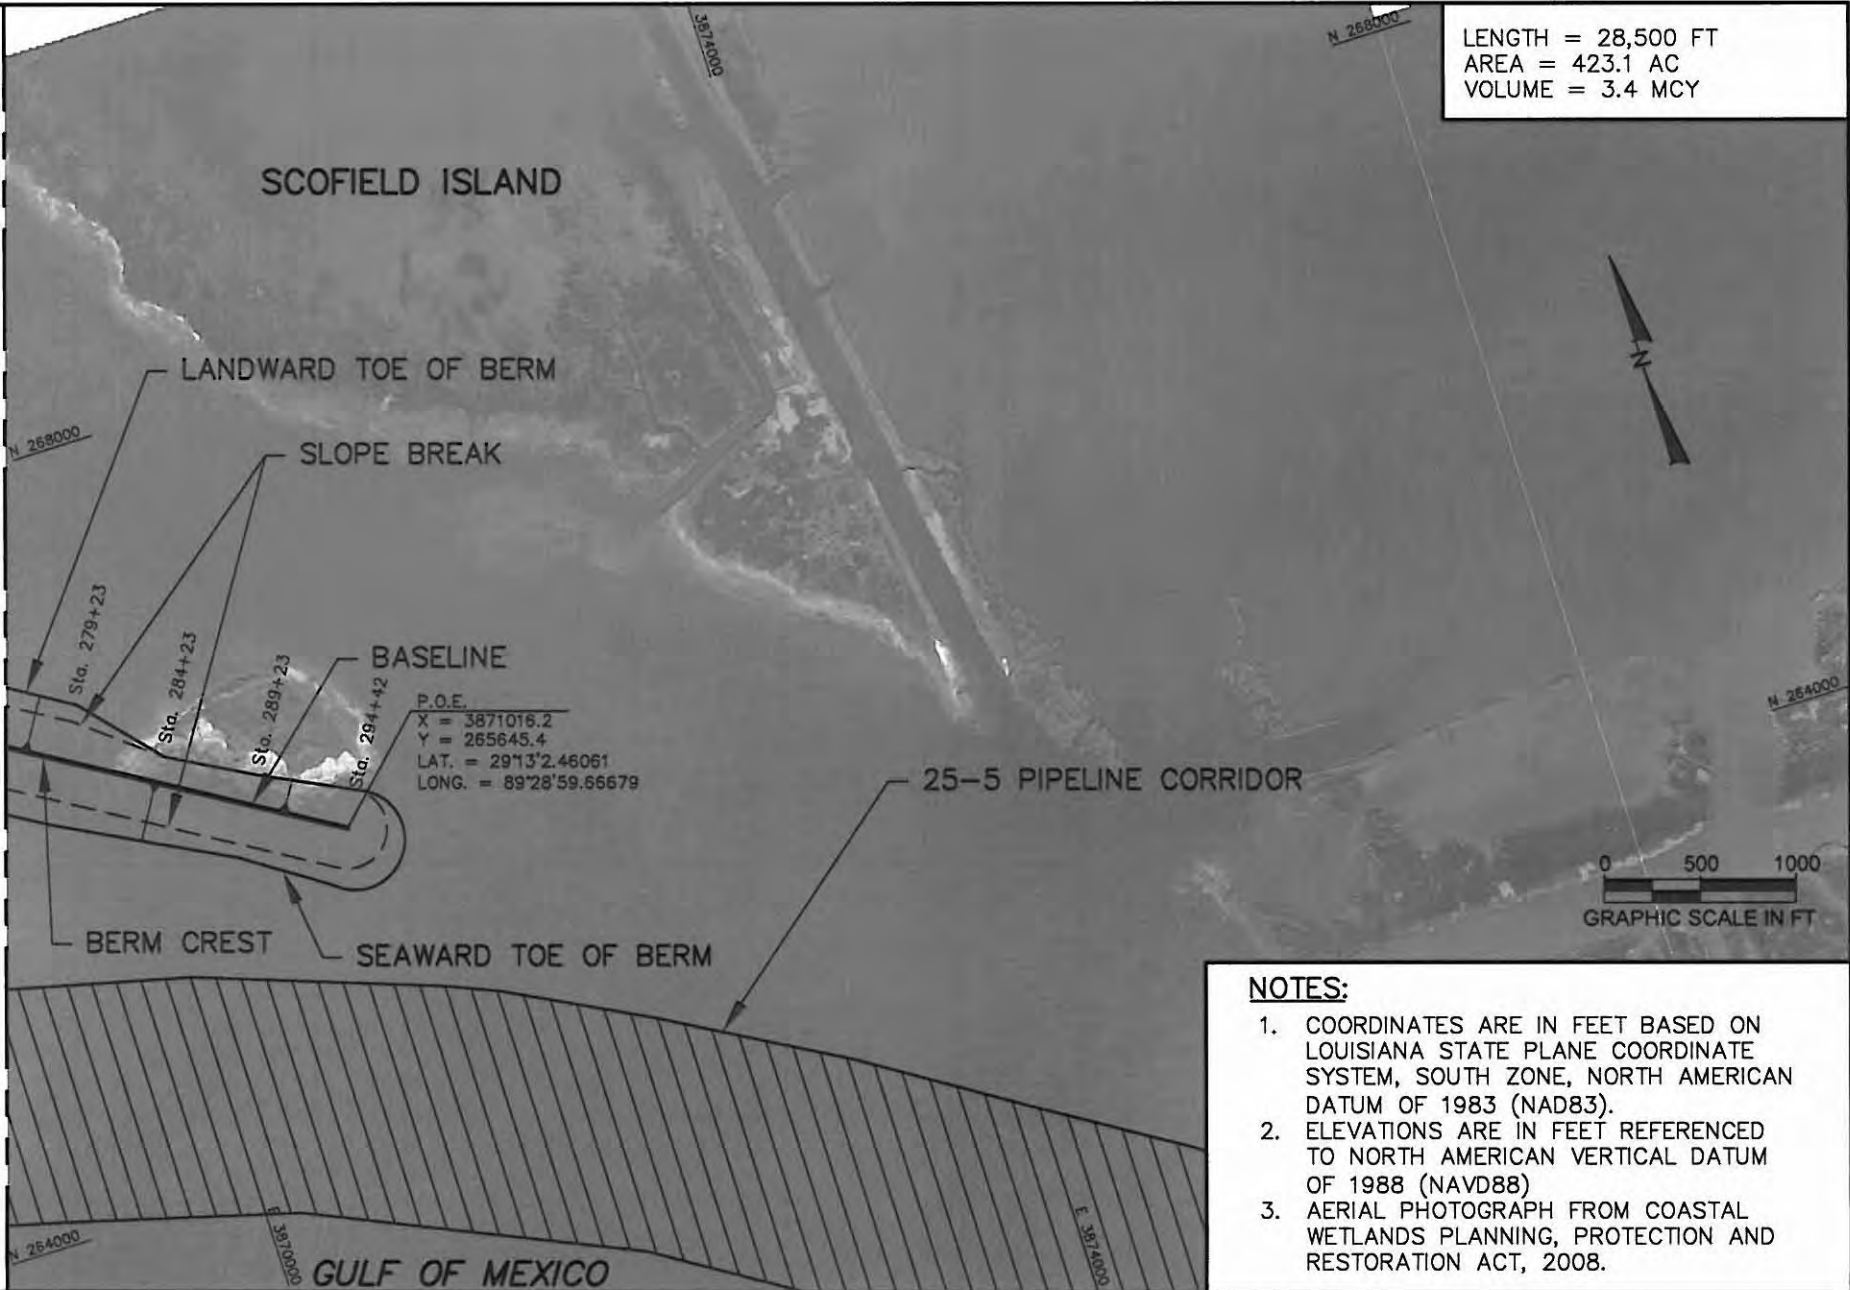 3874000
N 268000
LENGTH = 28,500 FT
AREA = 423.1 AC
VOLUME = 3.4 MCY
SCOFIELD ISLAND
N
LANDWARD TOE OF BERM
N 268000
SLOPE BREAK
Sta. 279+23
Sta. 284+23
Sta. 289+23
Sta. 294+42
BASELINE
P.O.E.
X = 3871016.2
Y = 265645.4
LAT. = 29°13'2.46061
LONG. = 89°28'59.66679
N 264000
25-5 PIPELINE CORRIDOR
0 500 1000
GRAPHIC SCALE IN FT
BERM CREST
SEAWARD TOE OF BERM
N 264000
E 3870000
E 3874000
GULF OF MEXICO
NOTES:
1. COORDINATES ARE IN FEET BASED ON
LOUISIANA STATE PLANE COORDINATE
SYSTEM, SOUTH ZONE, NORTH AMERICAN
DATUM OF 1983 (NAD83).
2. ELEVATIONS ARE IN FEET REFERENCED
TO NORTH AMERICAN VERTICAL DATUM
OF 1988 (NAVD88)
3. AERIAL PHOTOGRAPH FROM COASTAL
WETLANDS PLANNING, PROTECTION AND
RESTORATION ACT, 2008.